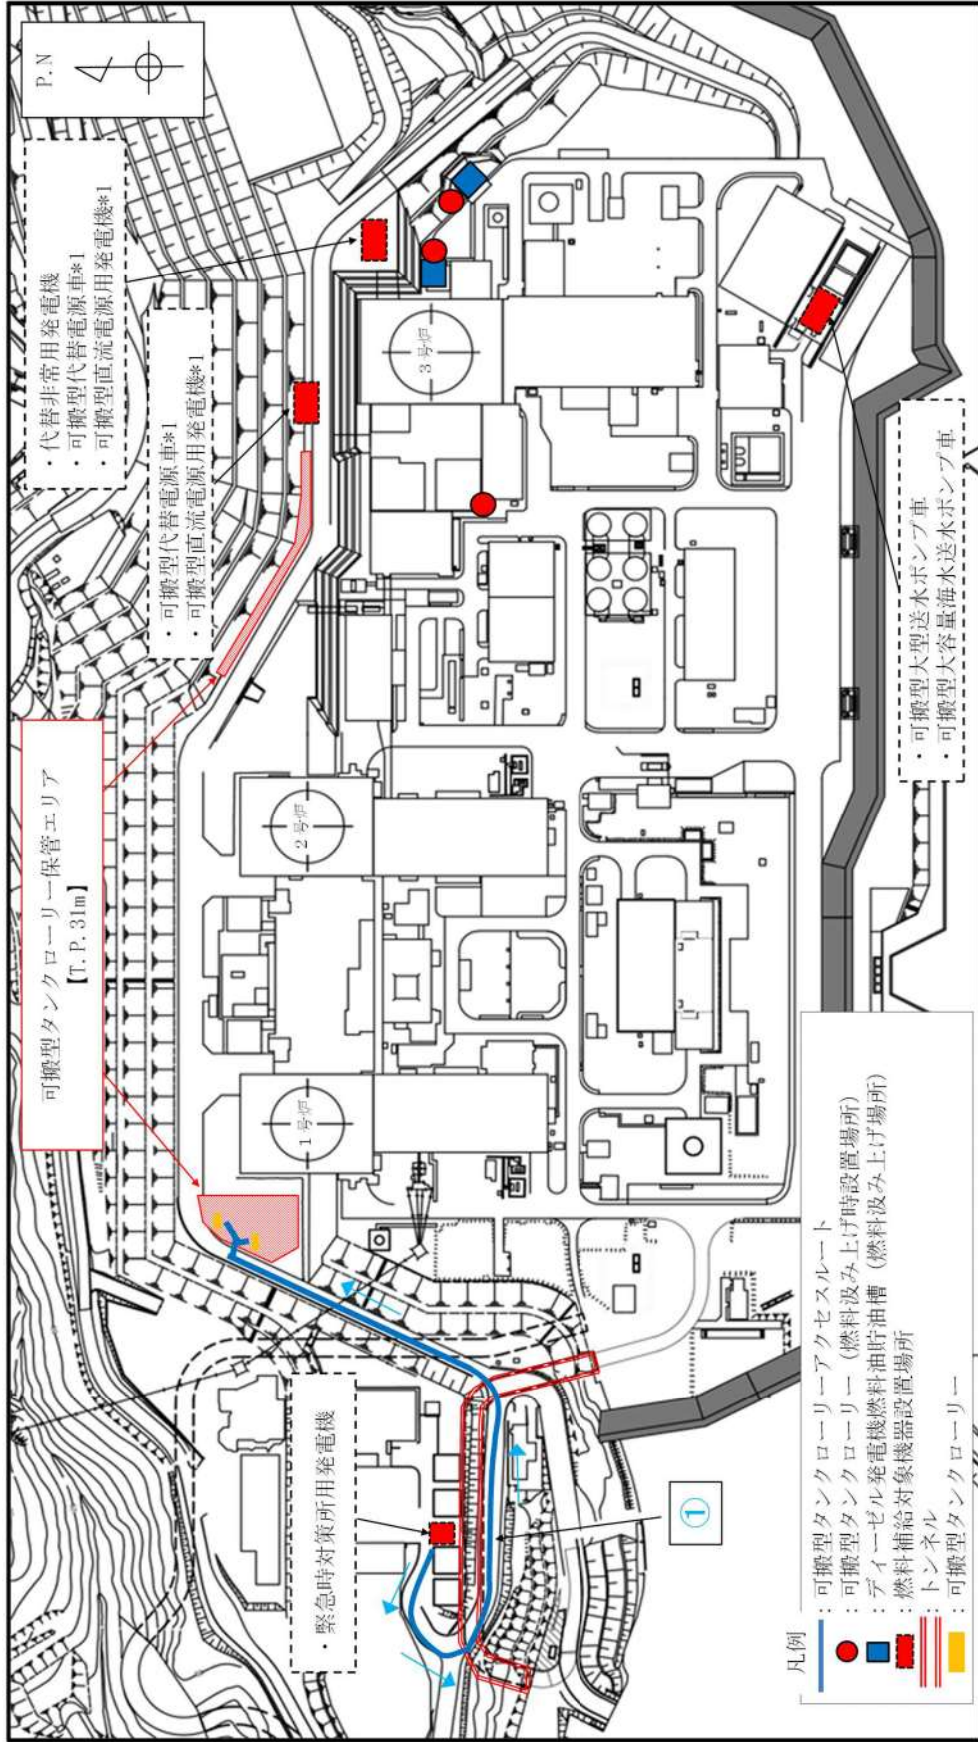 P.N
・代替非常用発電機
・可搬型代替電源車*1
・可搬型直流電源用発電機*1
・可搬型代替電源車*1
・可搬型直流電源用発電機*1
可搬型タンクローリー保管エリア
【T.P.31m】
・緊急時対策所用発電機
1号炉
2号炉
3号炉
①
・可搬型大型送水ポンプ車
・可搬型大容量海水送水ポンプ車
凡例
：可搬型タンクローリーアクセスルート
：可搬型タンクローリー（燃料汲み上げ時設置場所）
：ディーゼル発電機燃料油貯油槽（燃料汲み上げ場所）
：燃料補給対象機器設置場所
：トンネル
：可搬型タンクローリー